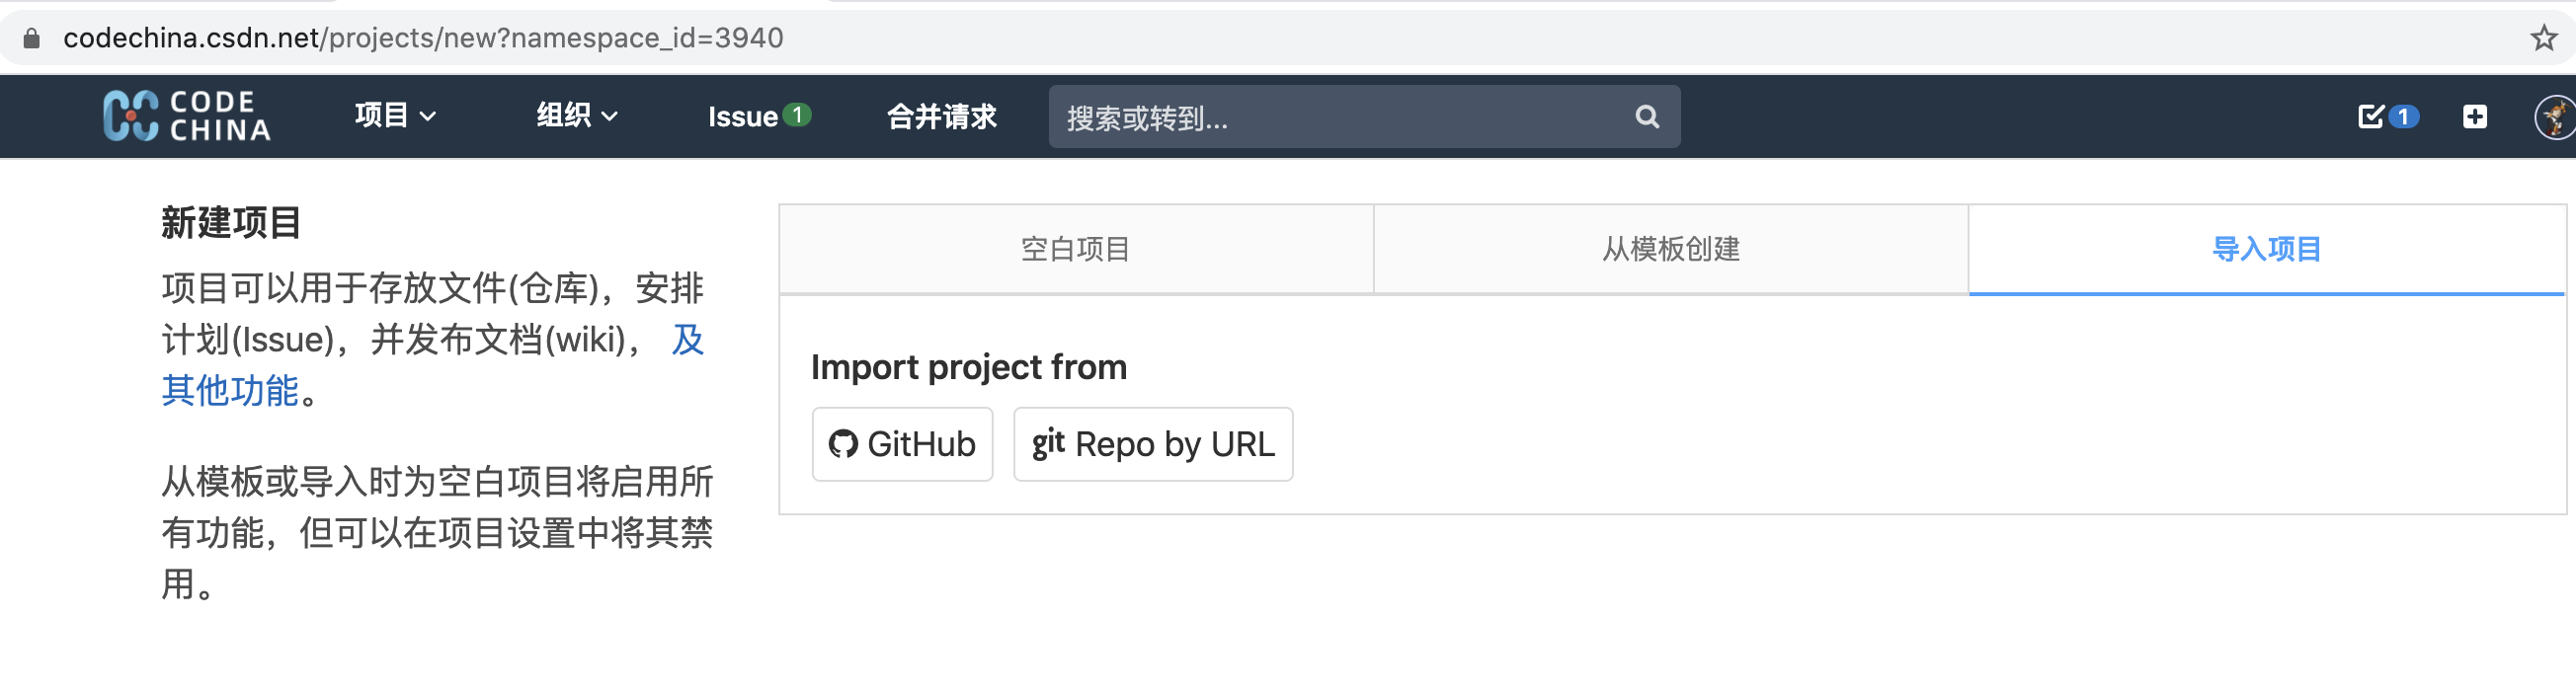 codechina.csdn.net/projects/new?namespace_id=3940
CODE CHINA
项目
组织
Issue 1
合并请求
搜索或转到...
1
新建项目
项目可以用于存放文件(仓库)，安排
计划(Issue)，并发布文档(wiki)， 及
其他功能。
从模板或导入时为空白项目将启用所
有功能，但可以在项目设置中将其禁
用。
空白项目
从模板创建
导入项目
Import project from
GitHub
git Repo by URL